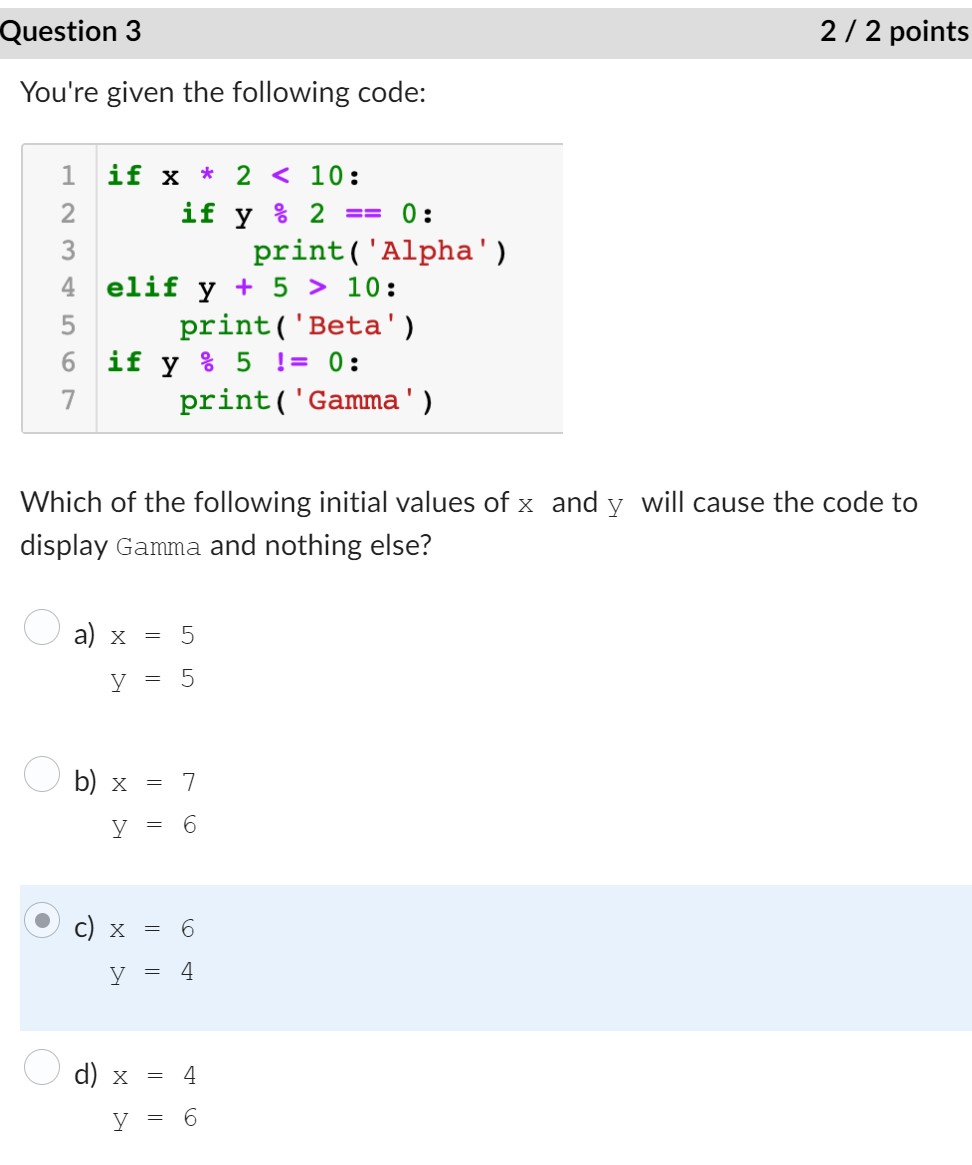 Question 3
2 / 2 points
You're given the following code:
1 if x * 2 < 10:
2     if y % 2 == 0:
3         print('Alpha')
4 elif y + 5 > 10:
5     print('Beta')
6 if y % 5 != 0:
7     print('Gamma')
Which of the following initial values of x and y will cause the code to
display Gamma and nothing else?
a) x = 5
y = 5
b) x = 7
y = 6
c) x = 6
y = 4
d) x = 4
y = 6